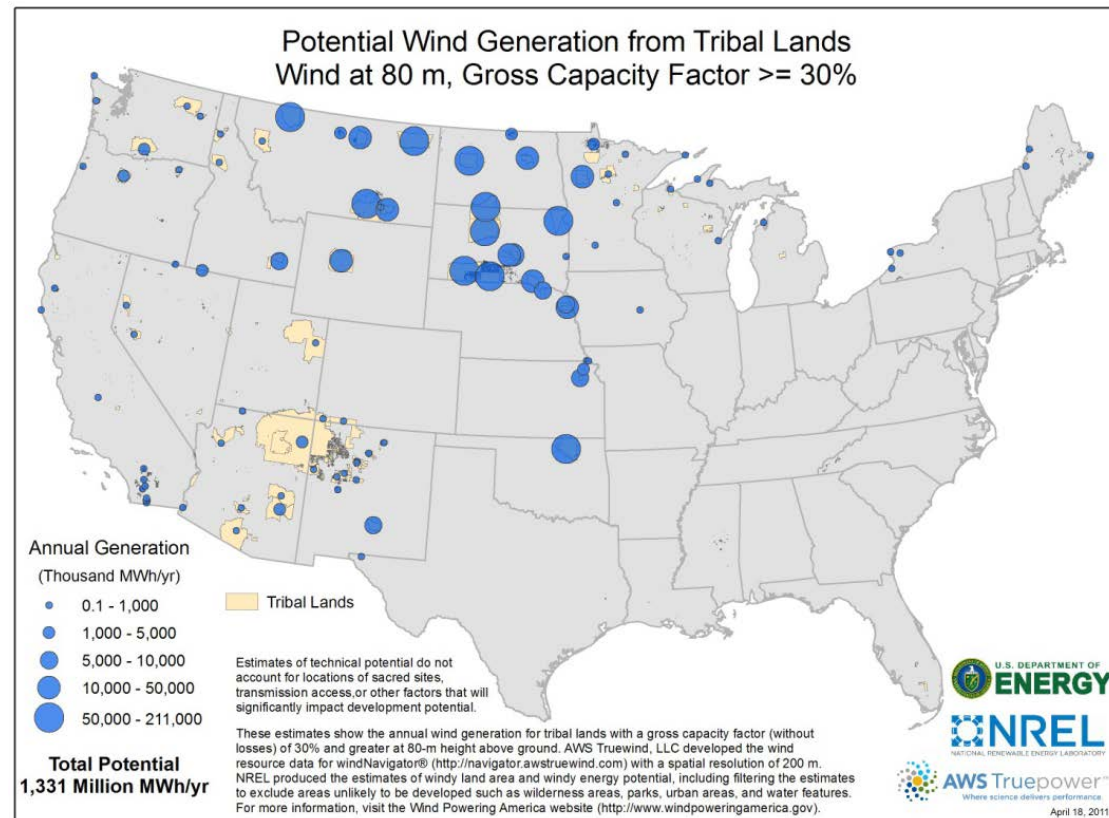 Potential Wind Generation from Tribal Lands
Wind at 80 m, Gross Capacity Factor >= 30%
Annual Generation
(Thousand MWh/yr)
0.1 - 1,000
1,000 - 5,000
5,000 - 10,000
10,000 - 50,000
50,000 - 211,000
Total Potential
1,331 Million MWh/yr
Tribal Lands
Estimates of technical potential do not
account for locations of sacred sites,
transmission access,or other factors that will
significantly impact development potential.
These estimates show the annual wind generation for tribal lands with a gross capacity factor (without
losses) of 30% and greater at 80-m height above ground. AWS Truewind, LLC developed the wind
resource data for windNavigator® (http://navigator.awstruewind.com) with a spatial resolution of 200 m.
NREL produced the estimates of windy land area and windy energy potential, including filtering the estimates
to exclude areas unlikely to be developed such as wilderness areas, parks, urban areas, and water features.
For more information, visit the Wind Powering America website (http://www.windpoweringamerica.gov).
U.S. DEPARTMENT OF
ENERGY
NREL
NATIONAL RENEWABLE ENERGY LABORATORY
AWS Truepower™
Where science delivers performance
April 18, 2011